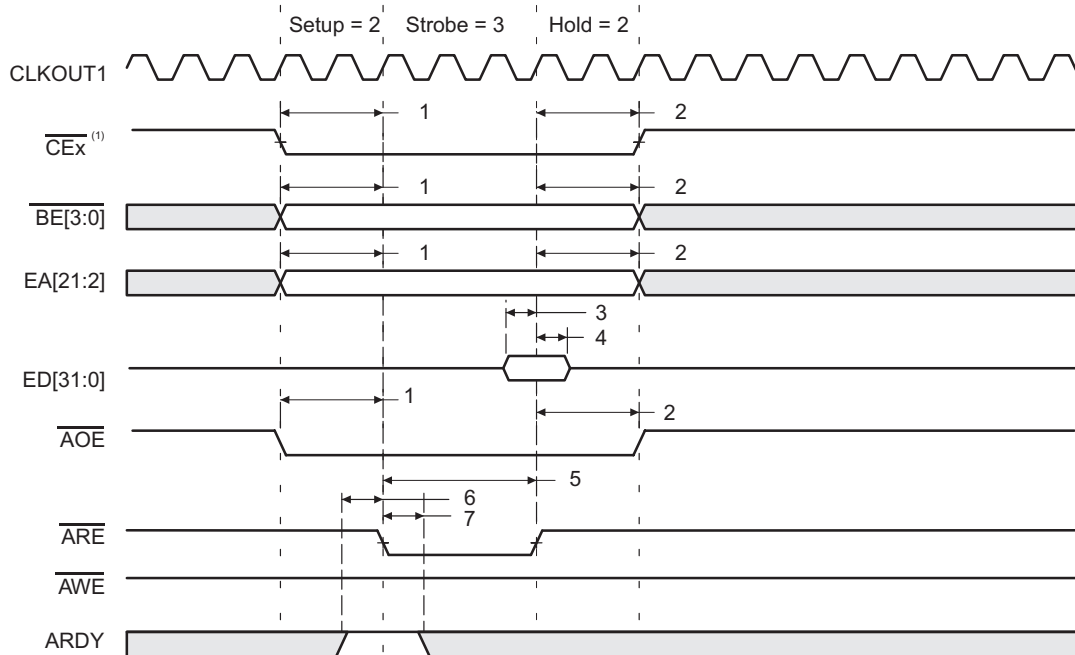 Setup = 2 Strobe = 3 Hold = 2
CLKOUT1
1 2
CEx (1)
1 2
BE[3:0]
1 2
EA[21:2]
3
4
ED[31:0]
1
2
AOE
5
6
7
ARE
AWE
ARDY